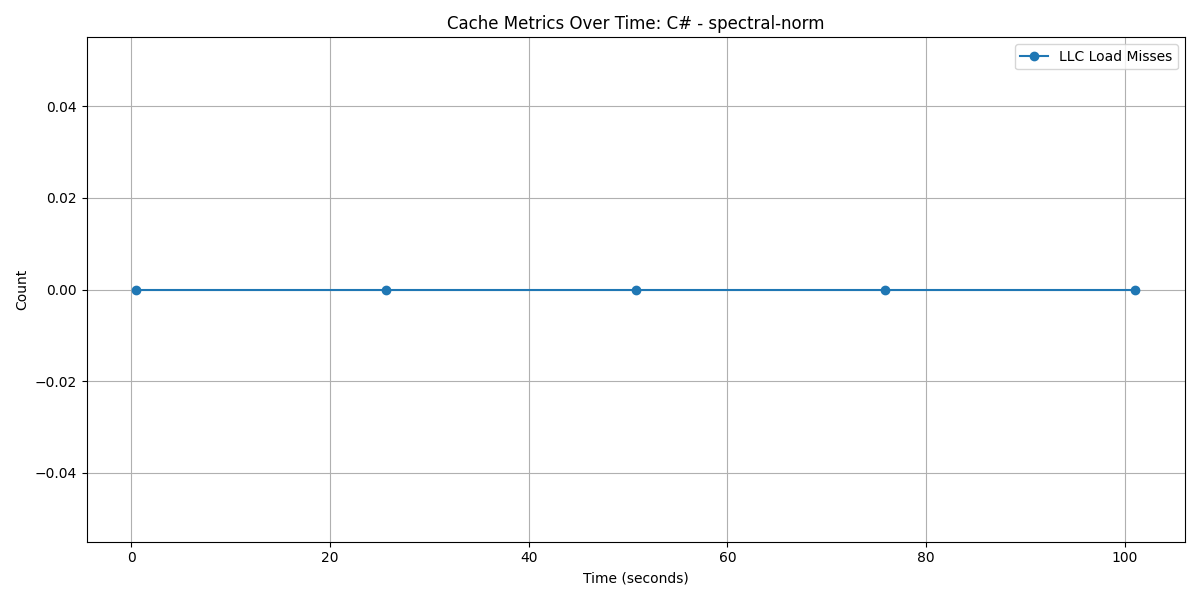 Cache Metrics Over Time: C# - spectral-norm
LLC Load Misses
0.04
0.02
0.00
−0.02
−0.04
Count
0 20 40 60 80 100
Time (seconds)